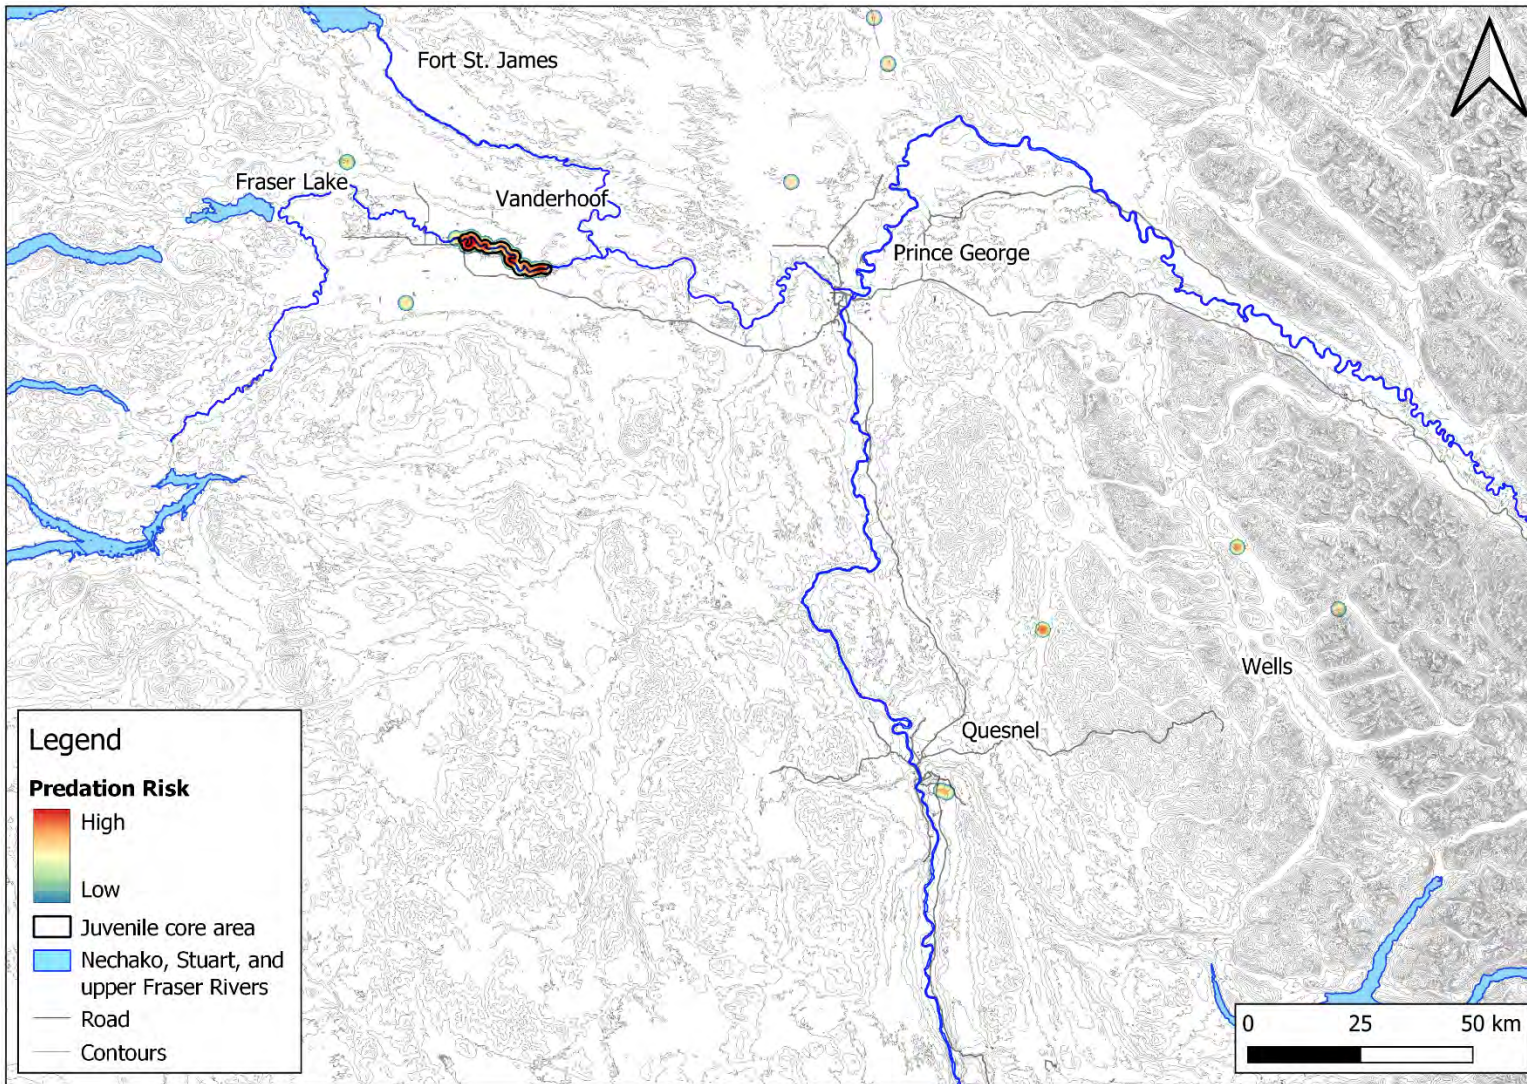 Fort St. James
Fraser Lake
Vanderhoof
Prince George
Wells
Quesnel
Legend
Predation Risk
High
Low
Juvenile core area
Nechako, Stuart, and
upper Fraser Rivers
Road
Contours
0 25 50 km